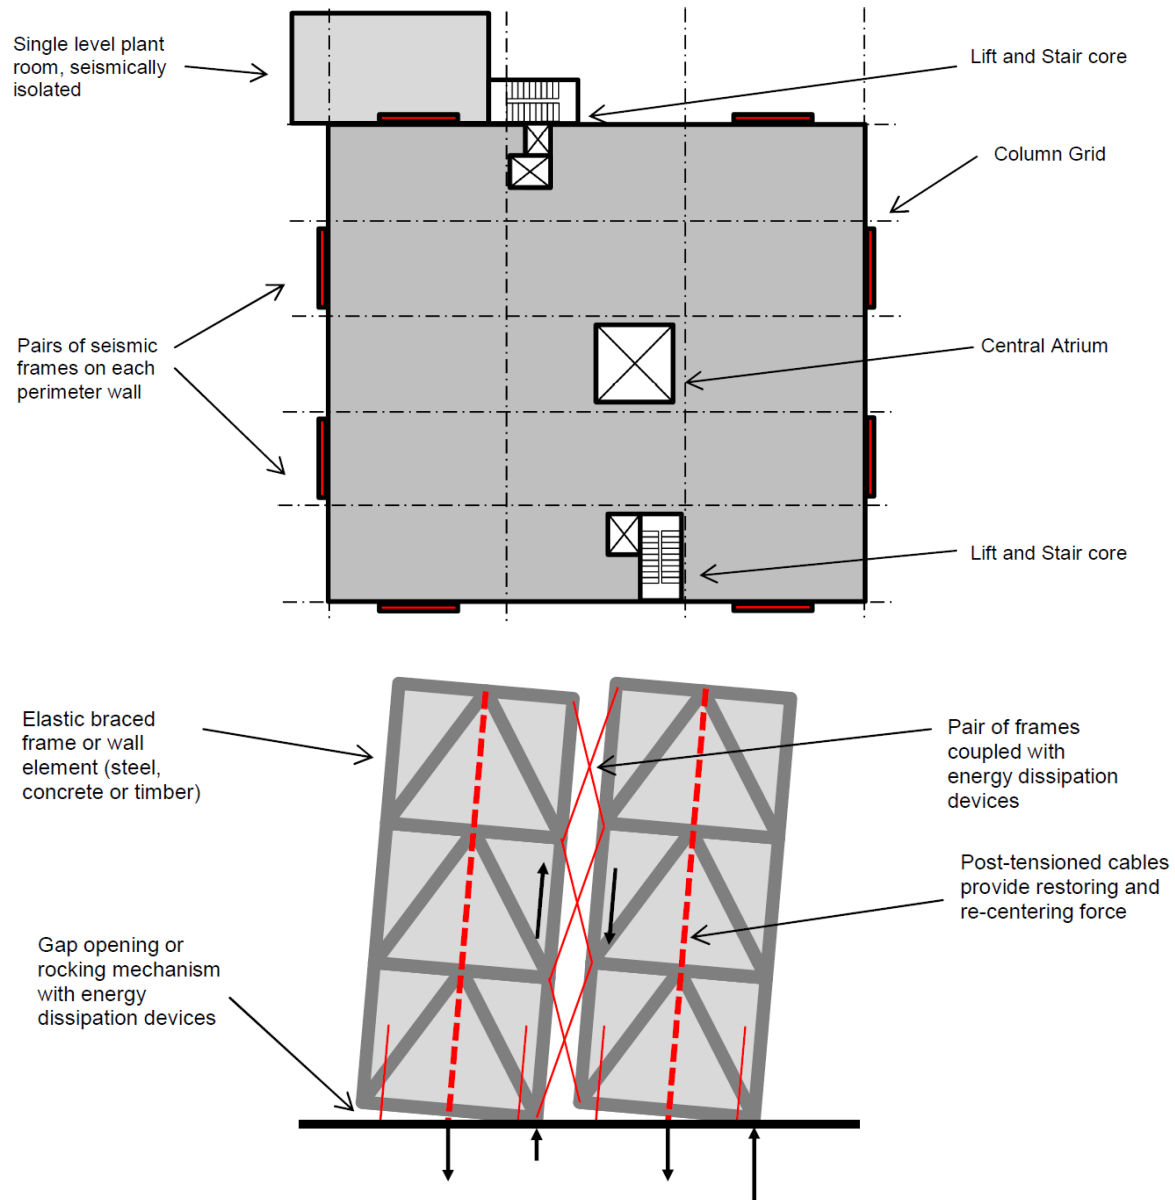 Single level plant
room, seismically
isolated
Lift and Stair core
Column Grid
Pairs of seismic
frames on each
perimeter wall
Central Atrium
Lift and Stair core
Elastic braced
frame or wall
element (steel,
concrete or timber)
Pair of frames
coupled with
energy dissipation
devices
Post-tensioned cables
provide restoring and
re-centering force
Gap opening or
rocking mechanism
with energy
dissipation devices